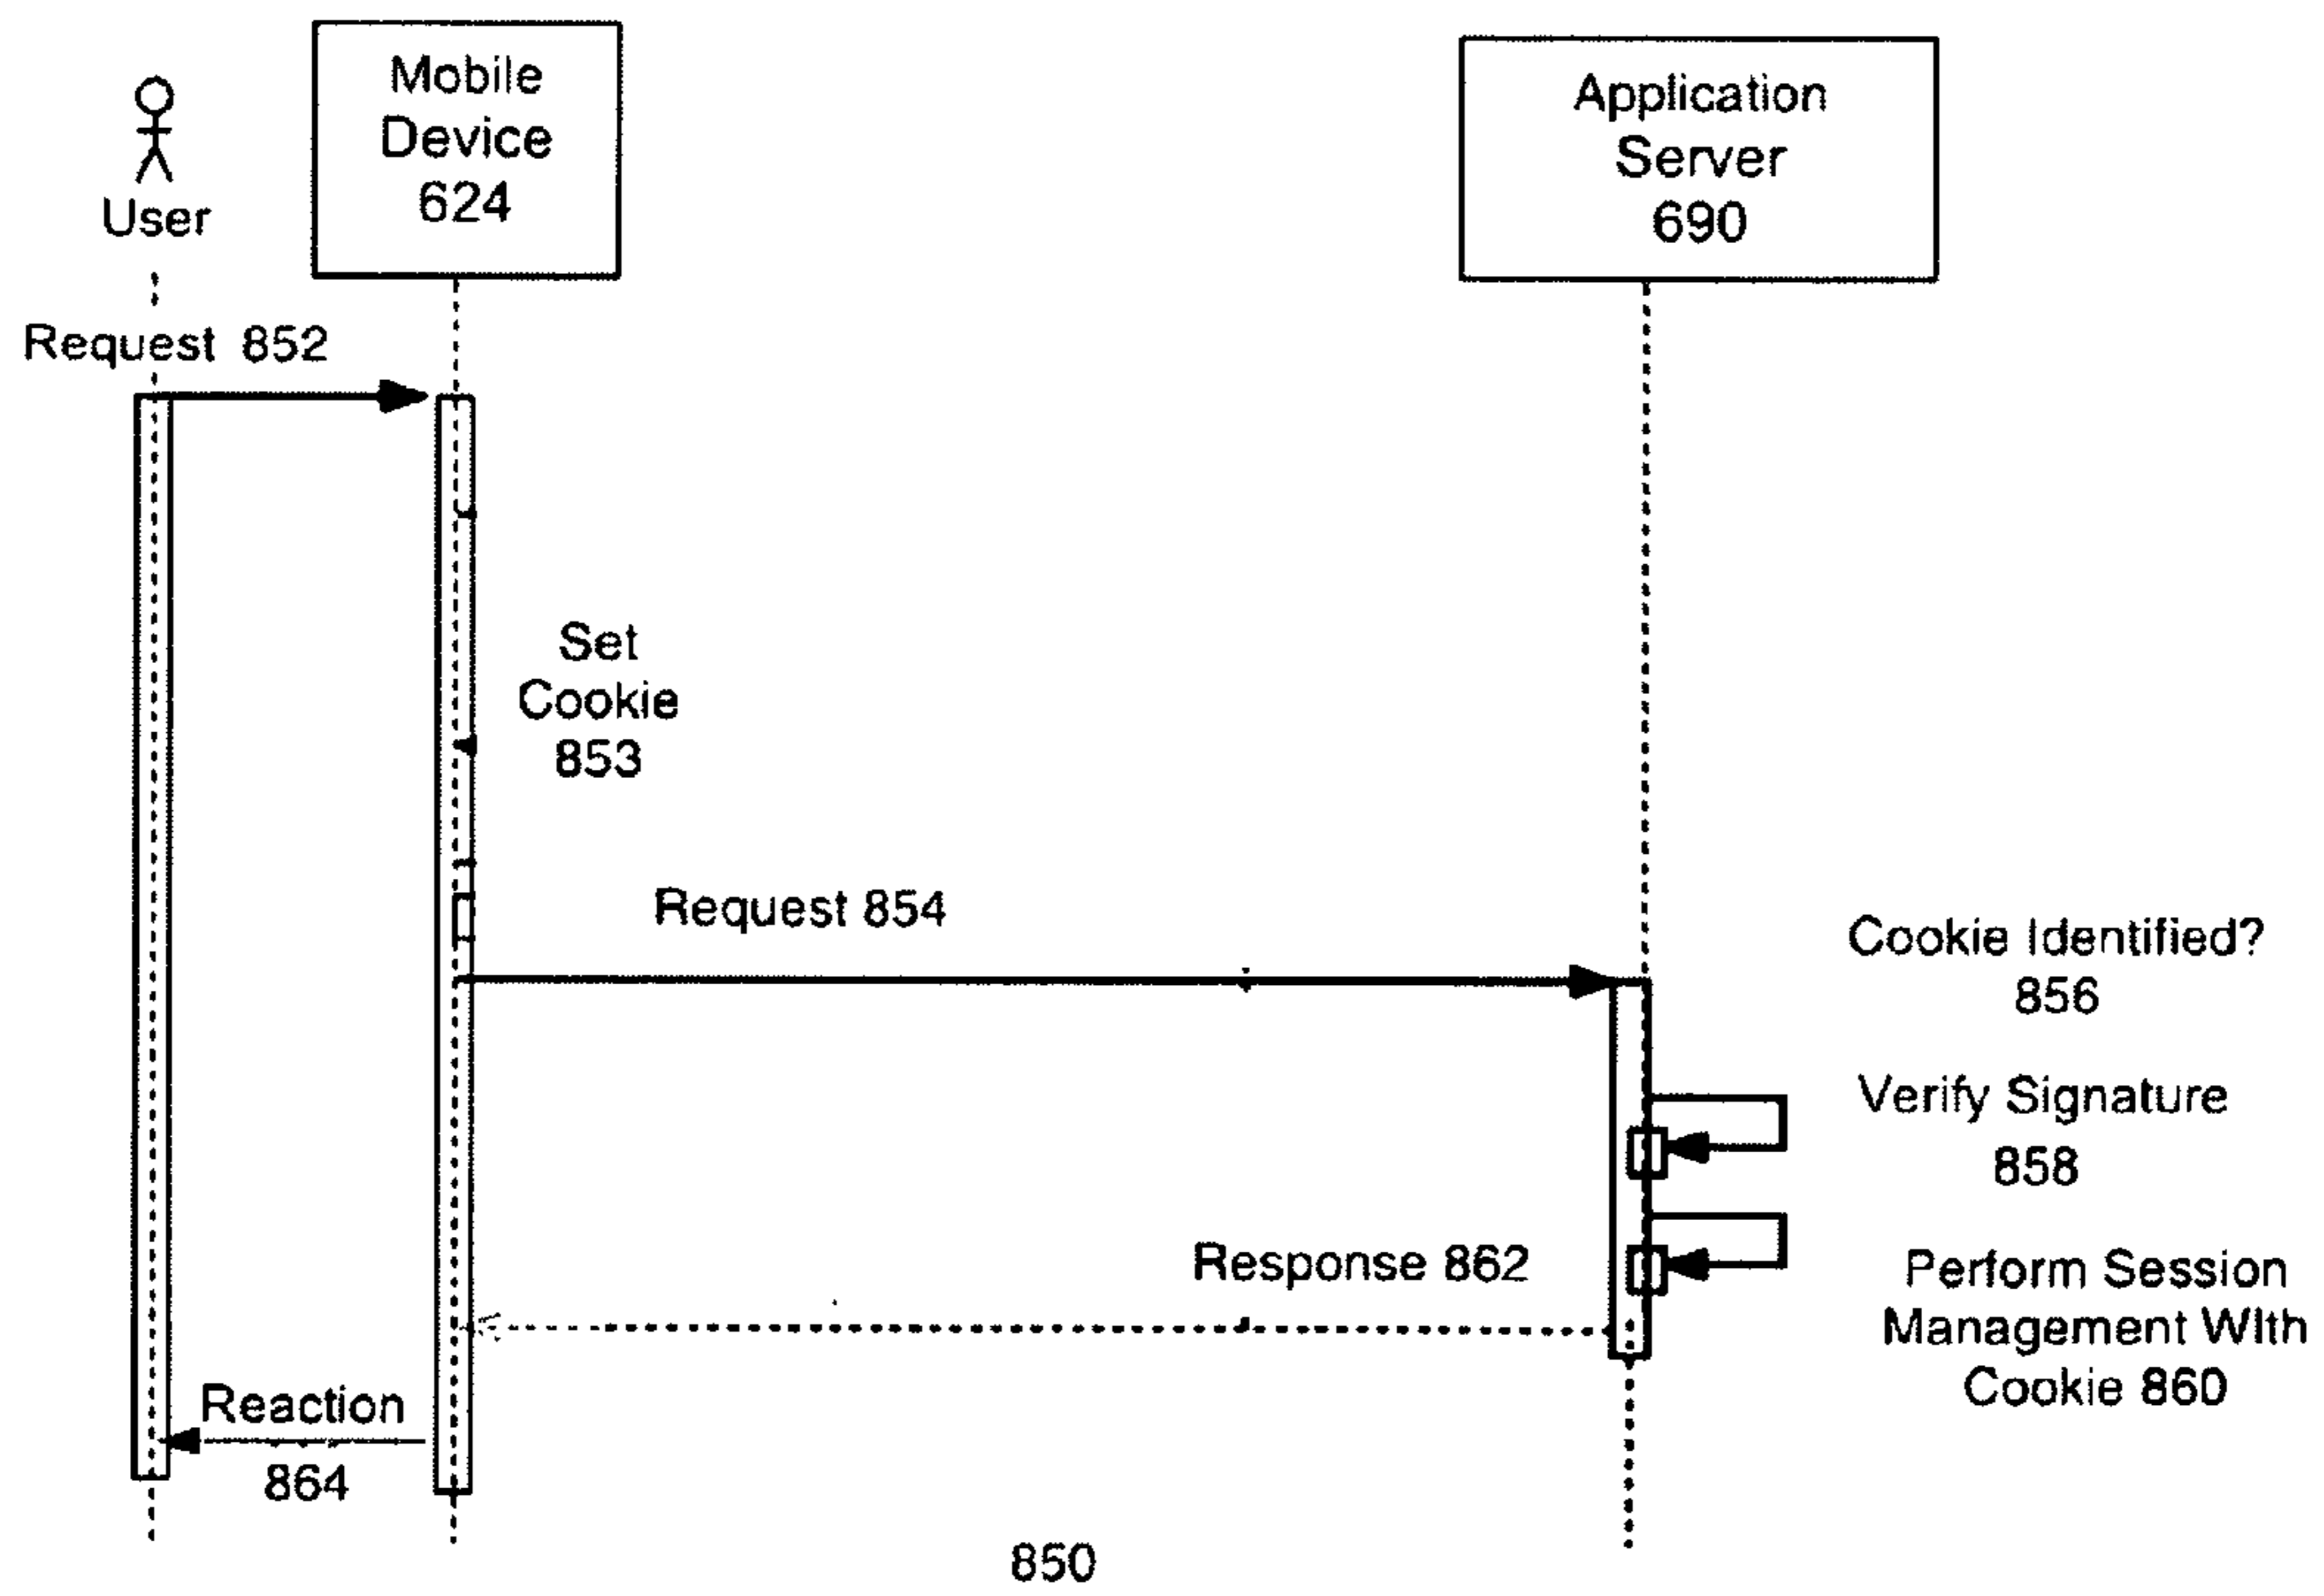 Mobile
Device
624
Application
Server
690
User
Request 852
Set
Cookie
853
Request 854
Cookie Identified?
856
Verify Signature
858
Response 862
Perform Session
Management WIth
Cookie 860
Reaction
864
850